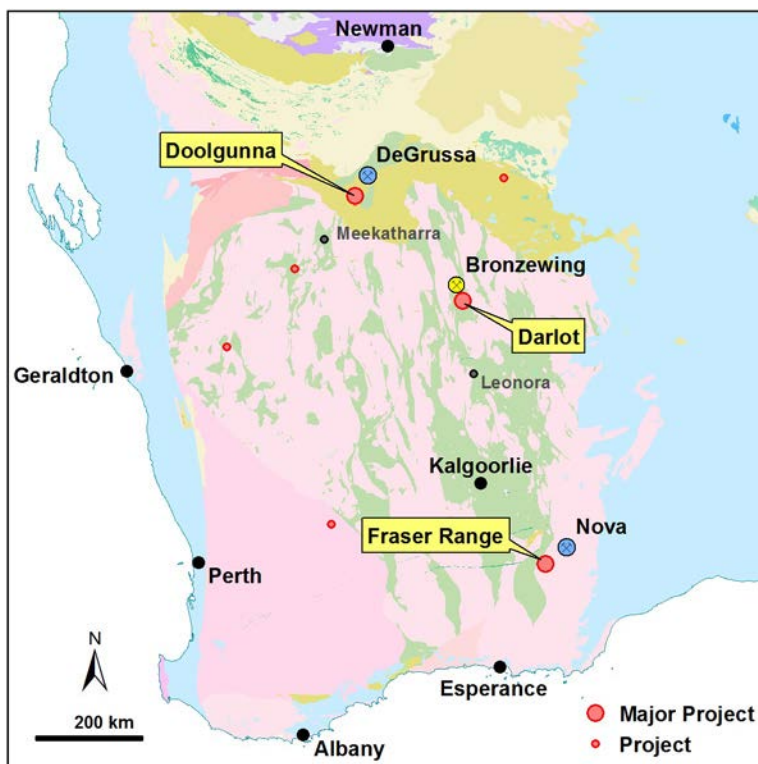 Newman
Doolgunna
DeGrussa
Meekatharra
Bronzewing
Darlot
Geraldton
Leonora
Kalgoorlie
Fraser Range
Nova
Perth
N
200 km
Esperance
Albany
Major Project
Project